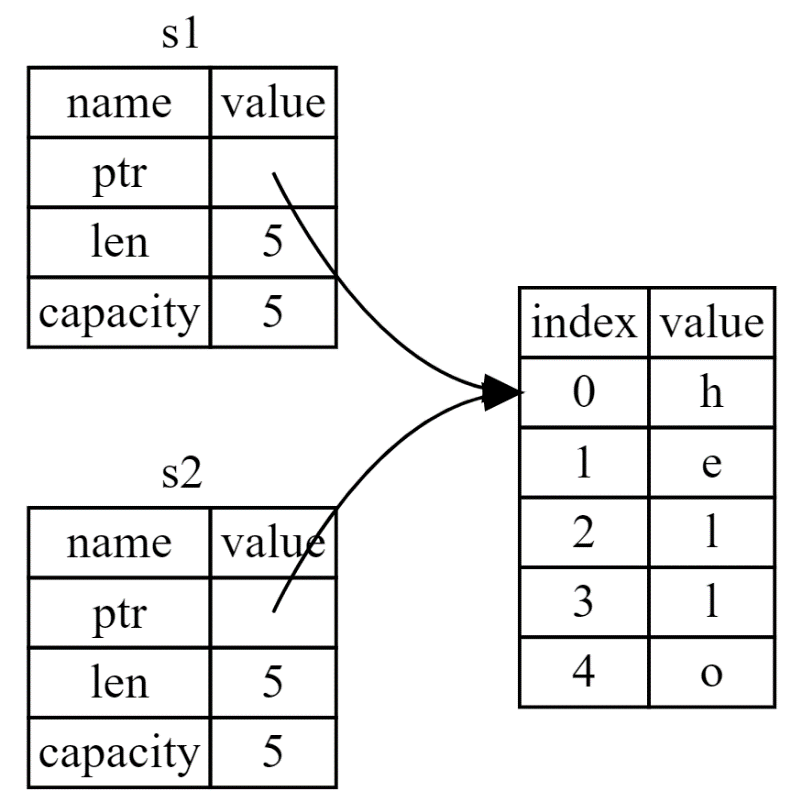 s1
name value
ptr
len 5
capacity 5
s2
name value
ptr
len 5
capacity 5
index value
0 h
1 e
2 l
3 l
4 o